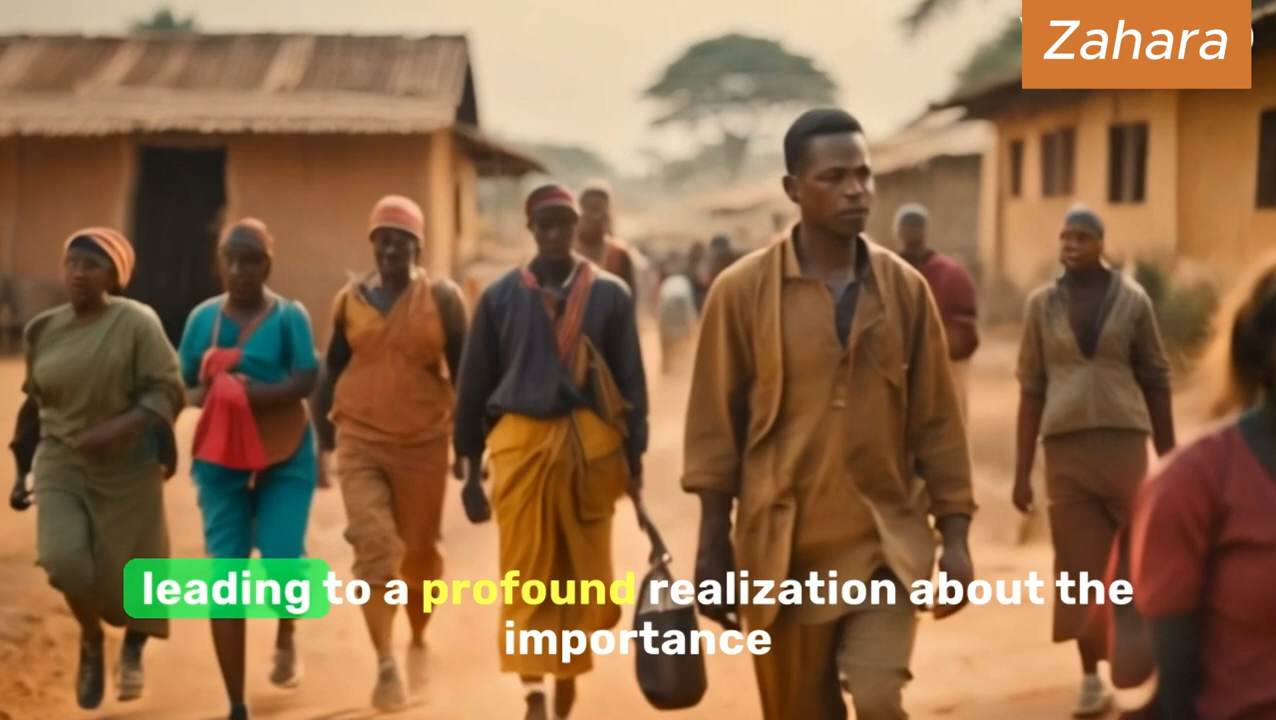 Zahara
leading to a profound realization about the
importance